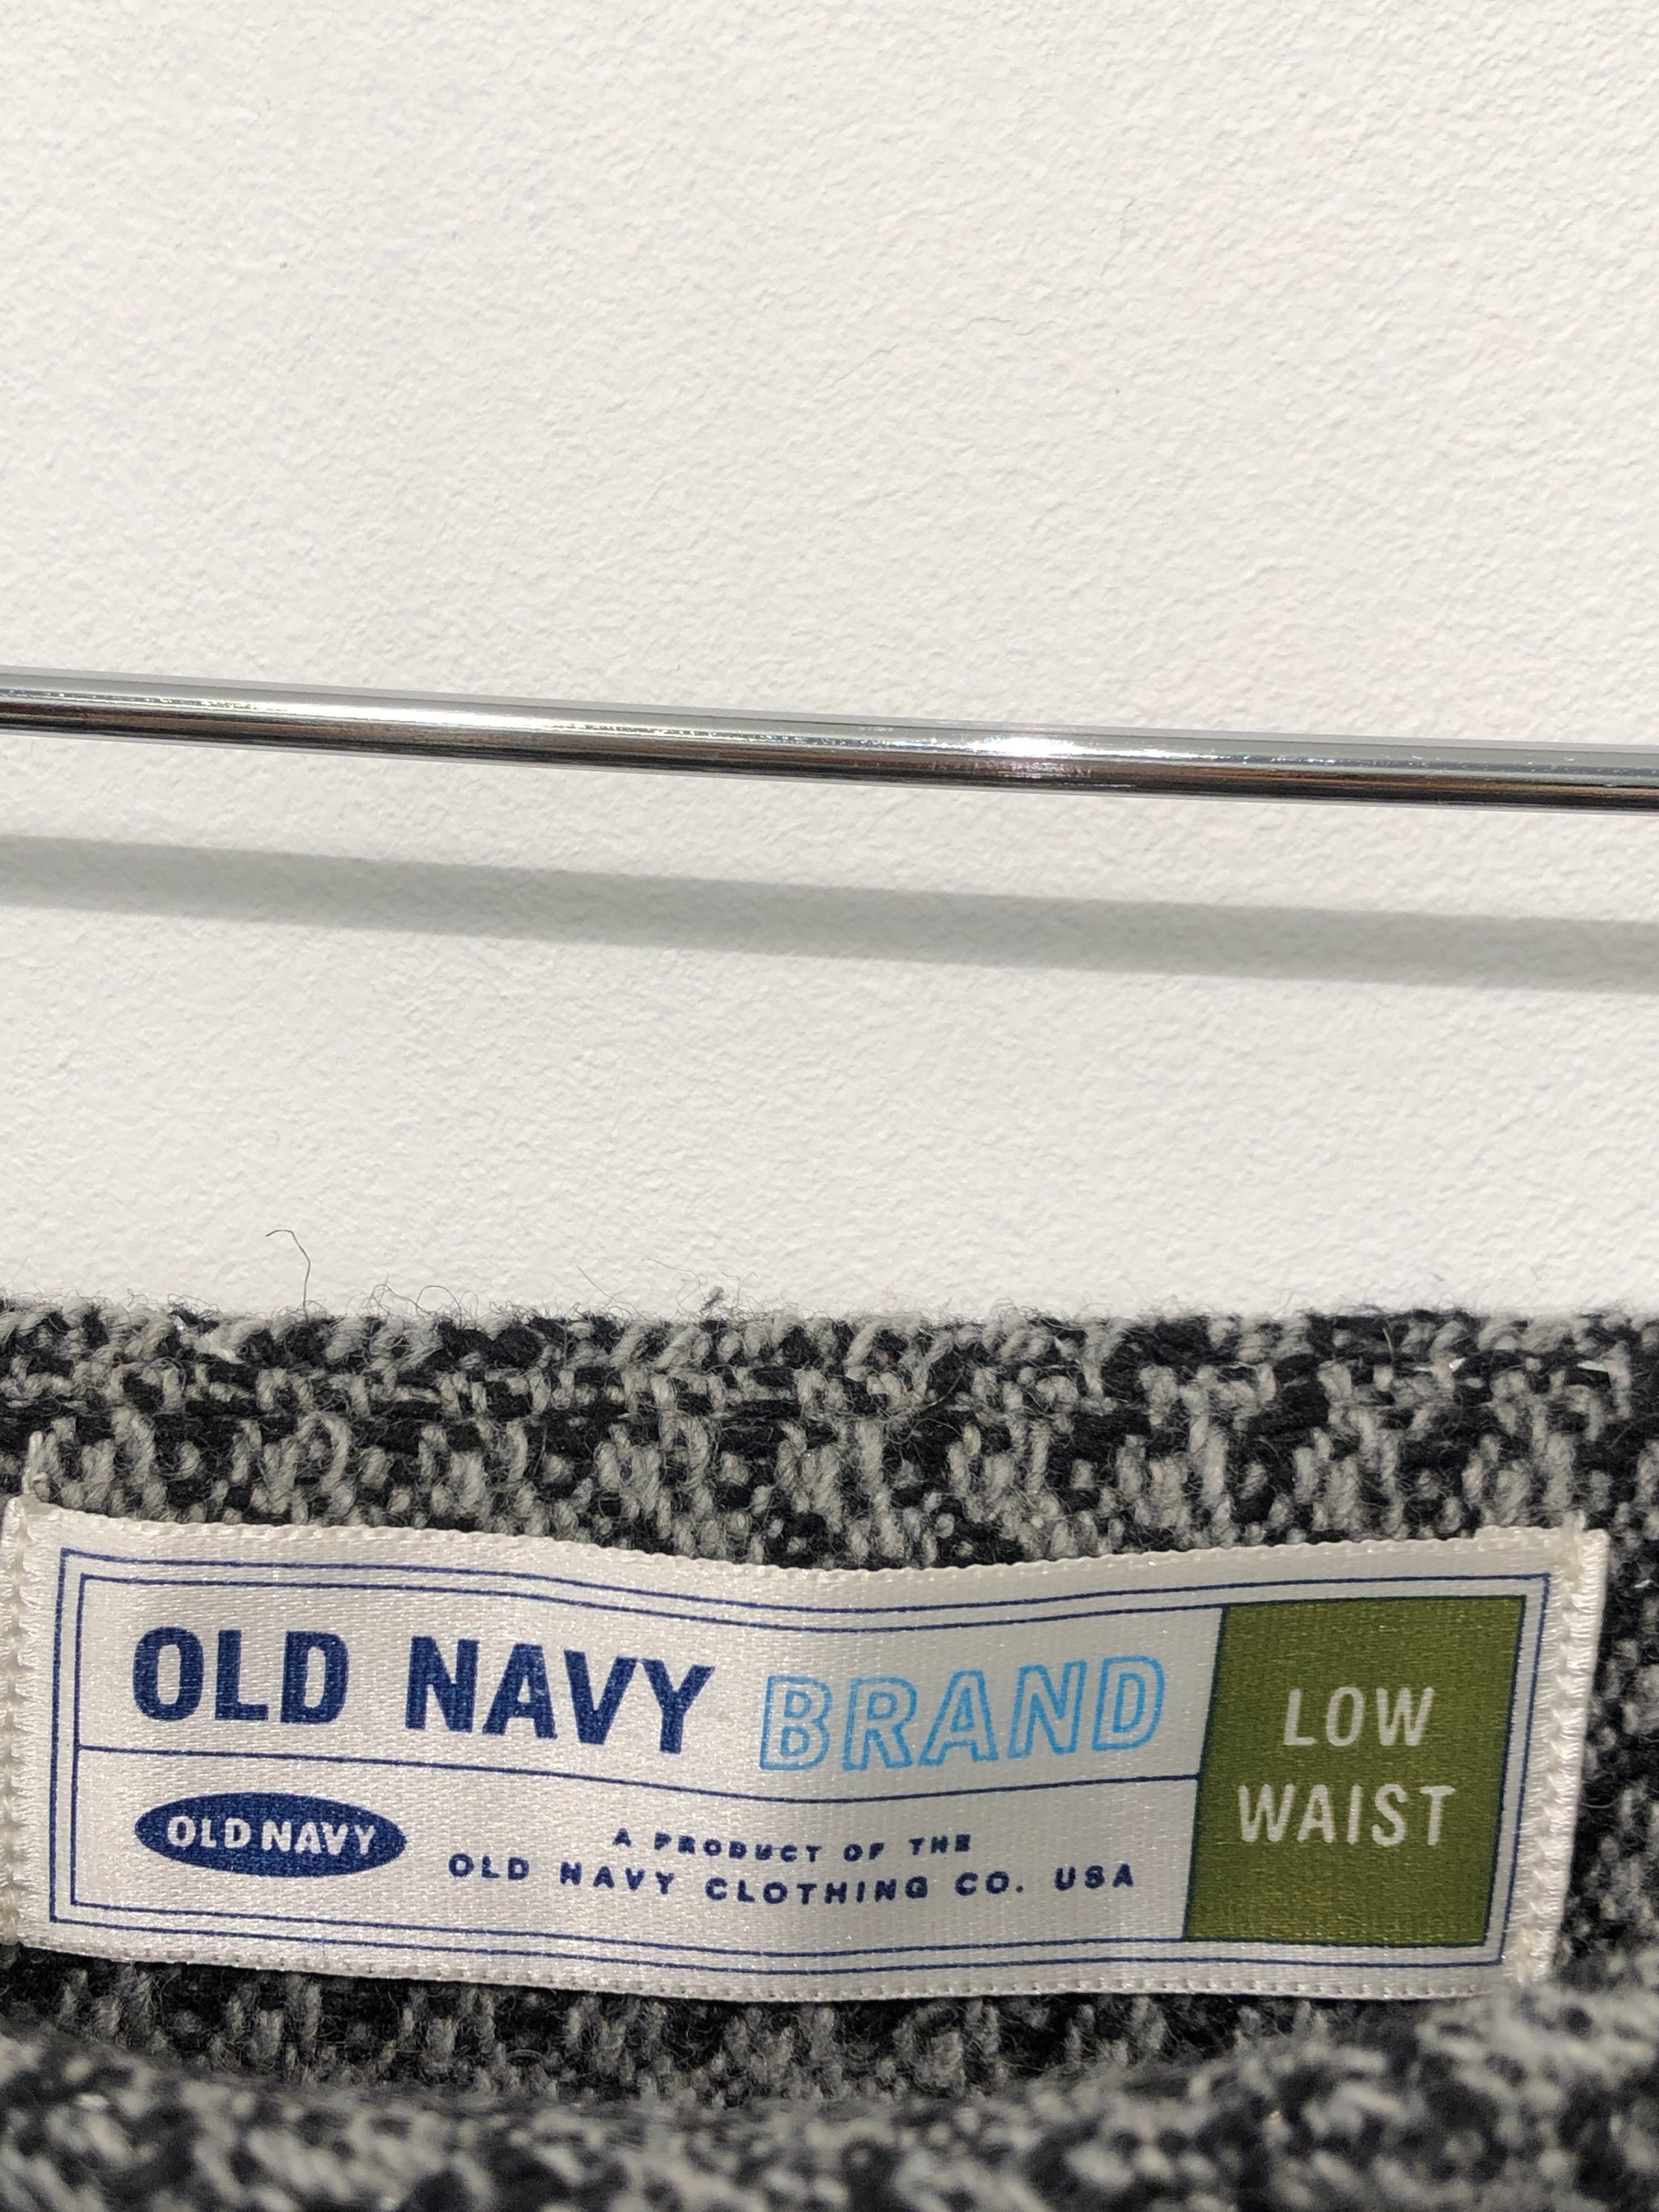 OLD NAVY BRAND
OLD NAVY
A PRODUCT OF THE
OLD NAVY CLOTHING CO. USA
LOW
WAIST